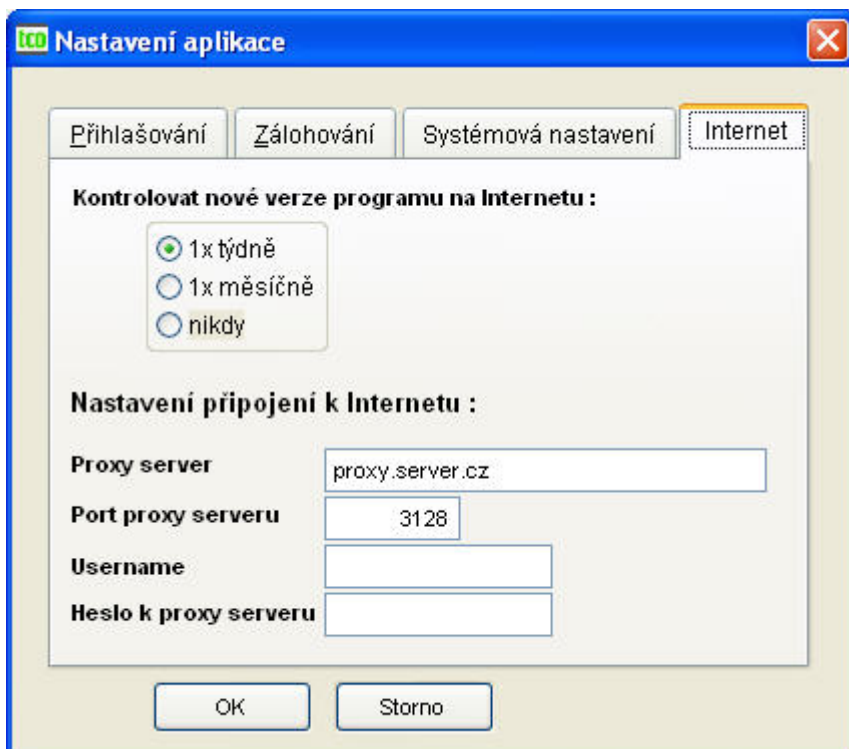 tco Nastavení aplikace
Přihlašování Zálohování Systémová nastavení Internet
Kontrolovat nové verze programu na Internetu :
1x týdně
1x měsíčně
nikdy
Nastavení připojení k Internetu :
Proxy server proxy.server.cz
Port proxy serveru 3128
Username
Heslo k proxy serveru
OK Storno